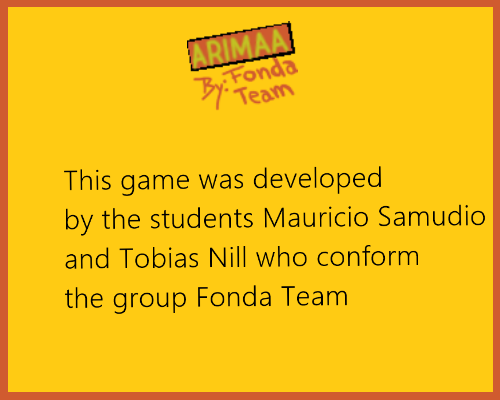 ARIMAA
By: Fonda
Team
This game was developed
by the students Mauricio Samudio
and Tobias Nill who conform
the group Fonda Team